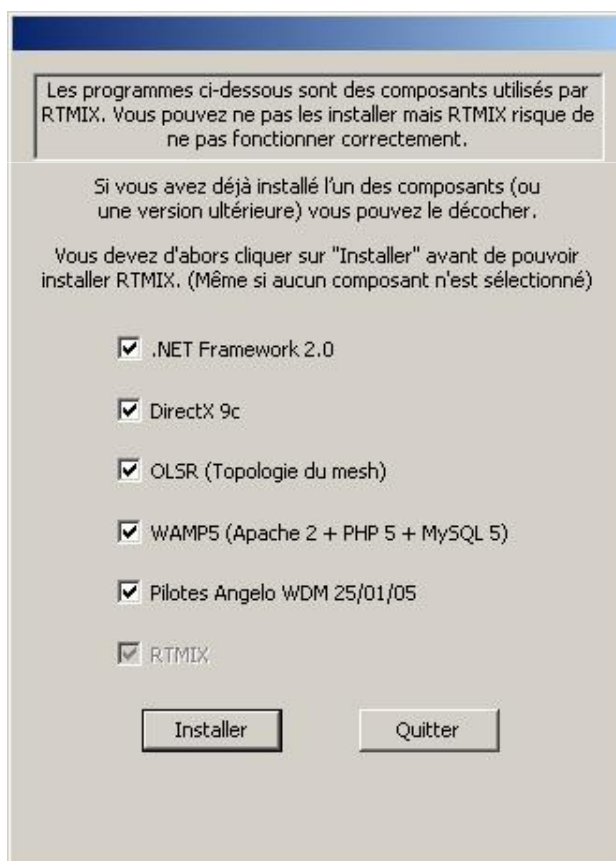 Les programmes ci-dessous sont des composants utilisés par
RTMIX. Vous pouvez ne pas les installer mais RTMIX risque de
ne pas fonctionner correctement.
Si vous avez déjà installé l'un des composants (ou
une version ultérieure) vous pouvez le décocher.
Vous devez d'abors cliquer sur "Installer" avant de pouvoir
installer RTMIX. (Même si aucun composant n'est sélectionné)
.NET Framework 2.0
DirectX 9c
OLSR (Topologie du mesh)
WAMP5 (Apache 2 + PHP 5 + MySQL 5)
Pilotes Angelo WDM 25/01/05
RTMIX
Installer Quitter